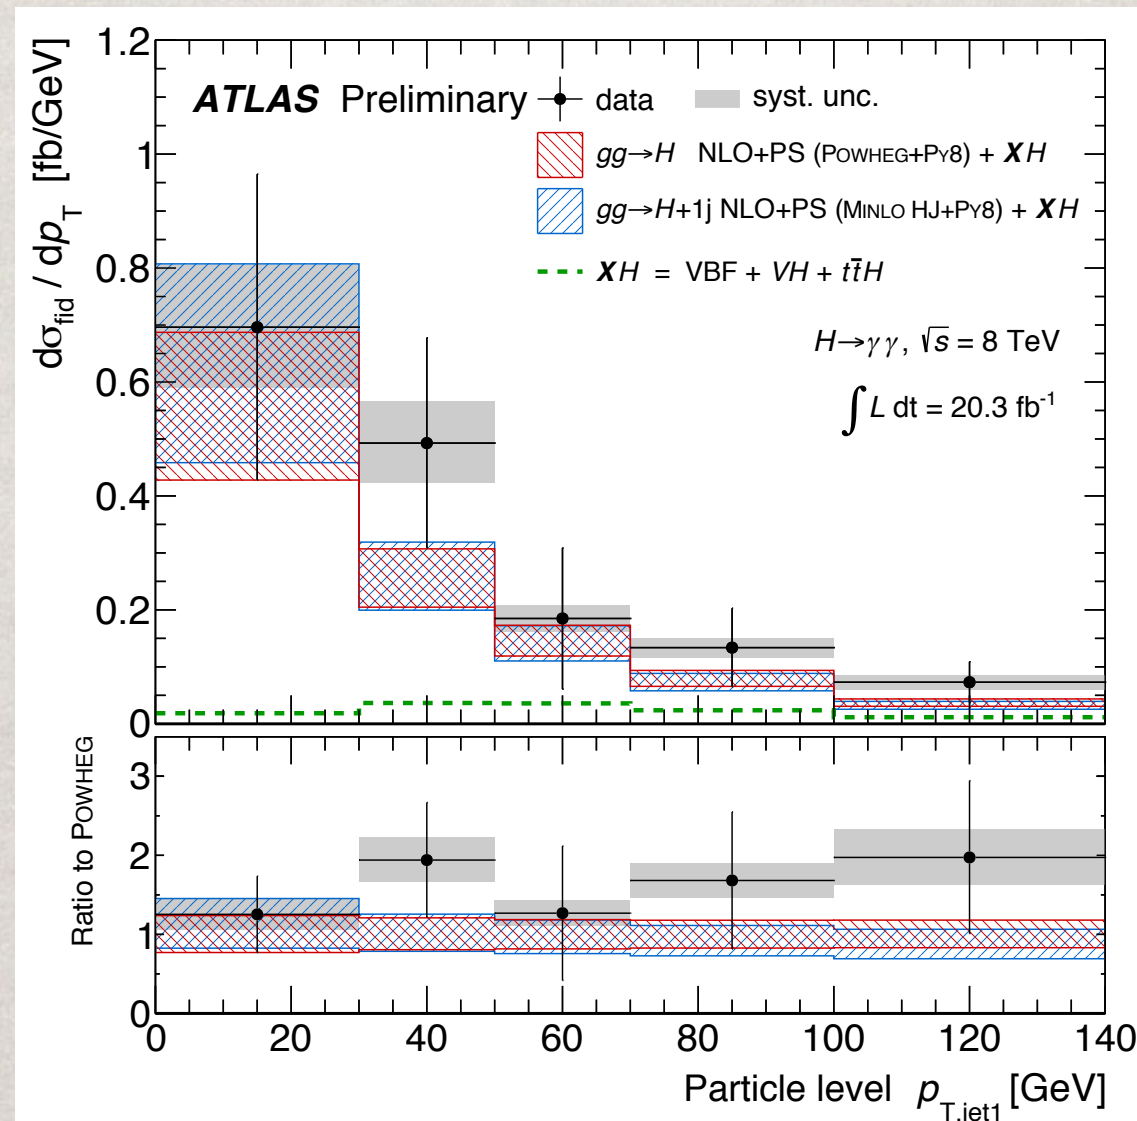 dσfid / dpT [fb/GeV]
1.2
1
0.8
0.6
0.4
0.2
0
ATLAS Preliminary
data
syst. unc.
gg→H NLO+PS (POWHEG+PY8) + XH
gg→H+1j NLO+PS (MINLO HJ+PY8) + XH
XH = VBF + VH + tt̄H
H→γγ, √s = 8 TeV
∫ L dt = 20.3 fb⁻¹
Ratio to POWHEG
3
2
1
0
0 20 40 60 80 100 120 140
Particle level pT,jet1 [GeV]